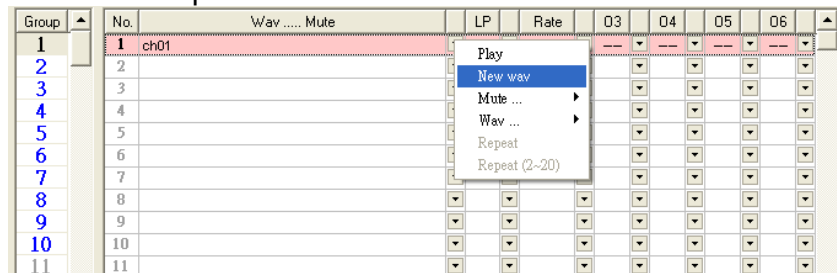 Group No. Wav ..... Mute LP Rate 03 04 05 06
1 1 ch01 -- -- -- --
Play
2 2
New wav
3 3
Mute ...
4 4
Wav ...
5 5
Repeat
6 6
Repeat (2~20)
7 7
8 8
9 9
10 10
11 11